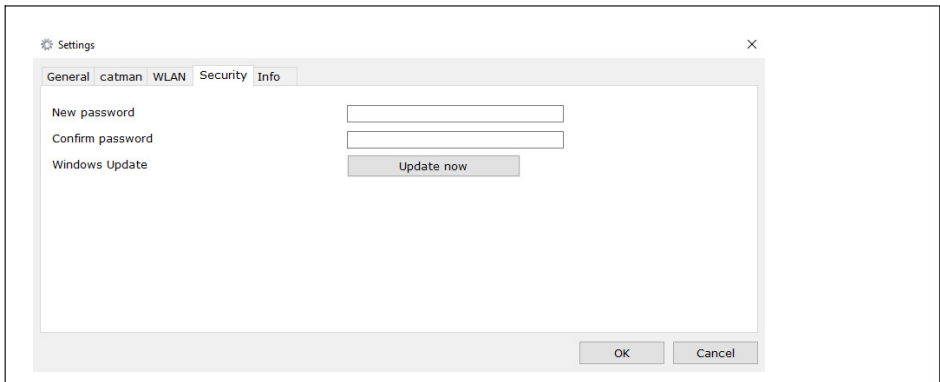 Settings
General catman WLAN Security Info
New password
Confirm password
Windows Update Update now
OK Cancel